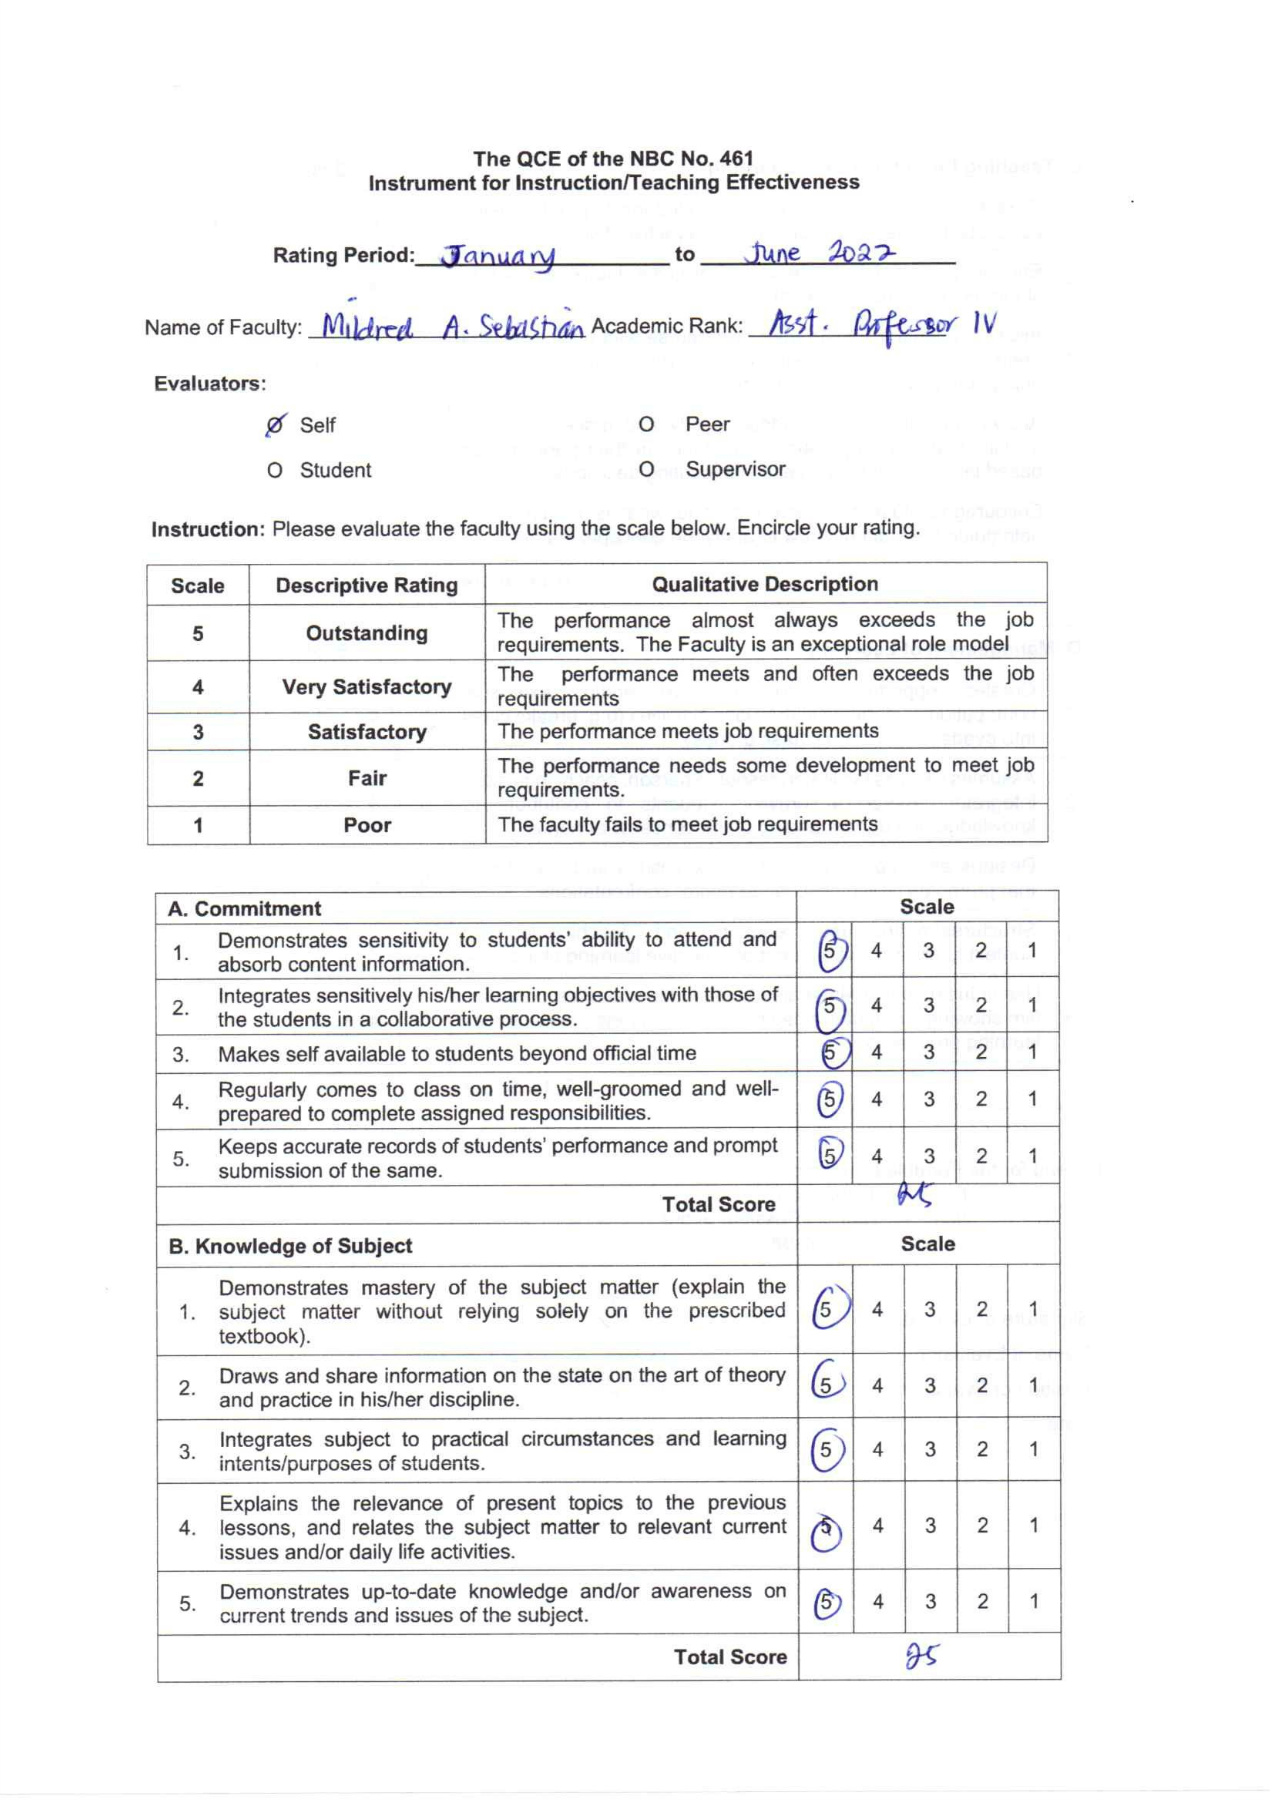 The QCE of the NBC No. 461
Instrument for Instruction/Teaching Effectiveness
Rating Period: January to June 2022
Name of Faculty: Mildred A. Sebastian Academic Rank: Asst. Professor IV
Evaluators:
Self O Peer
O Student O Supervisor
Instruction: Please evaluate the faculty using the scale below. Encircle your rating.
Scale Descriptive Rating Qualitative Description
5 Outstanding The performance almost always exceeds the job
requirements. The Faculty is an exceptional role model
4 Very Satisfactory The performance meets and often exceeds the job
requirements
3 Satisfactory The performance meets job requirements
2 Fair The performance needs some development to meet job
requirements.
1 Poor The faculty fails to meet job requirements
A. Commitment Scale
1. Demonstrates sensitivity to students' ability to attend and
absorb content information. 5 4 3 2 1
2. Integrates sensitively his/her learning objectives with those of
the students in a collaborative process. 5 4 3 2 1
3. Makes self available to students beyond official time 5 4 3 2 1
4. Regularly comes to class on time, well-groomed and well-
prepared to complete assigned responsibilities. 5 4 3 2 1
5. Keeps accurate records of students' performance and prompt
submission of the same. 5 4 3 2 1
Total Score 25
B. Knowledge of Subject Scale
Demonstrates mastery of the subject matter (explain the
1. subject matter without relying solely on the prescribed 5 4 3 2 1
textbook).
2. Draws and share information on the state on the art of theory
and practice in his/her discipline. 5 4 3 2 1
3. Integrates subject to practical circumstances and learning
intents/purposes of students. 5 4 3 2 1
Explains the relevance of present topics to the previous
4. lessons, and relates the subject matter to relevant current 5 4 3 2 1
issues and/or daily life activities.
5. Demonstrates up-to-date knowledge and/or awareness on
current trends and issues of the subject. 5 4 3 2 1
Total Score 25